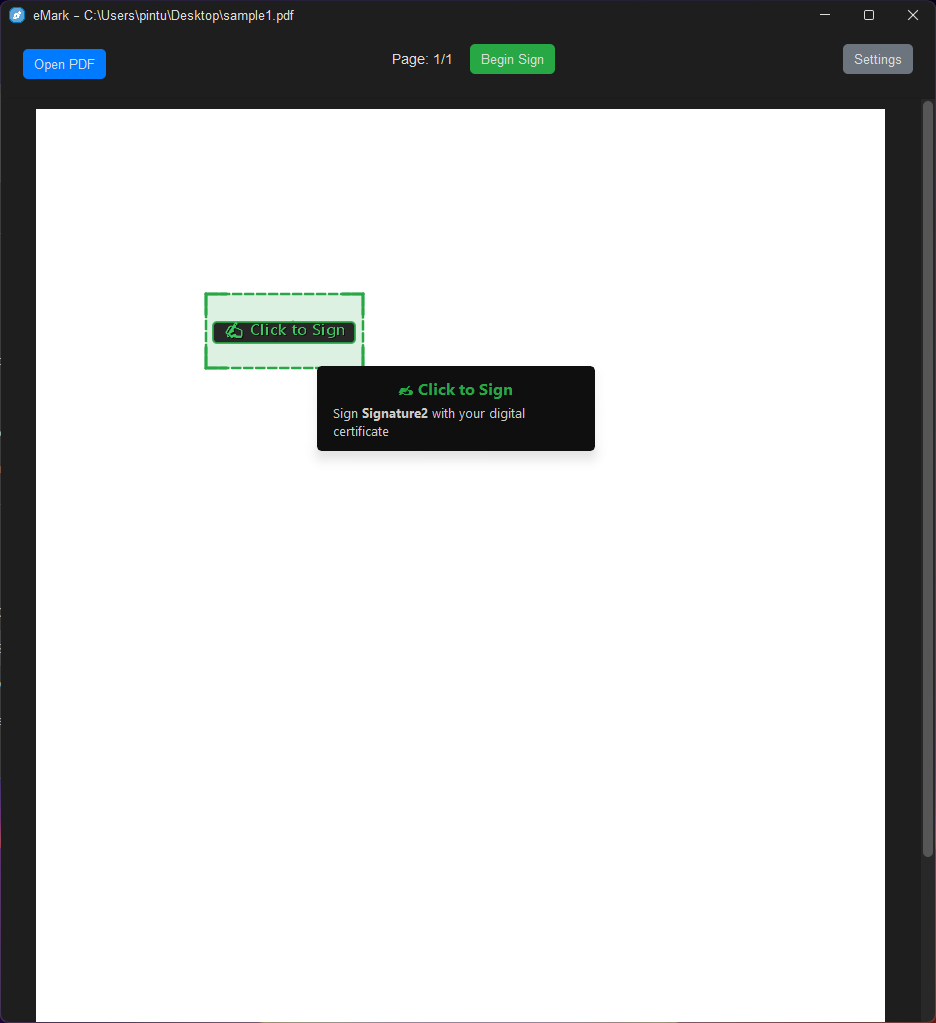 eMark – C:\Users\pintu\Desktop\sample1.pdf
Open PDF
Page: 1/1
Begin Sign
Settings
✍ Click to Sign
✍ Click to Sign
Sign Signature2 with your digital
certificate